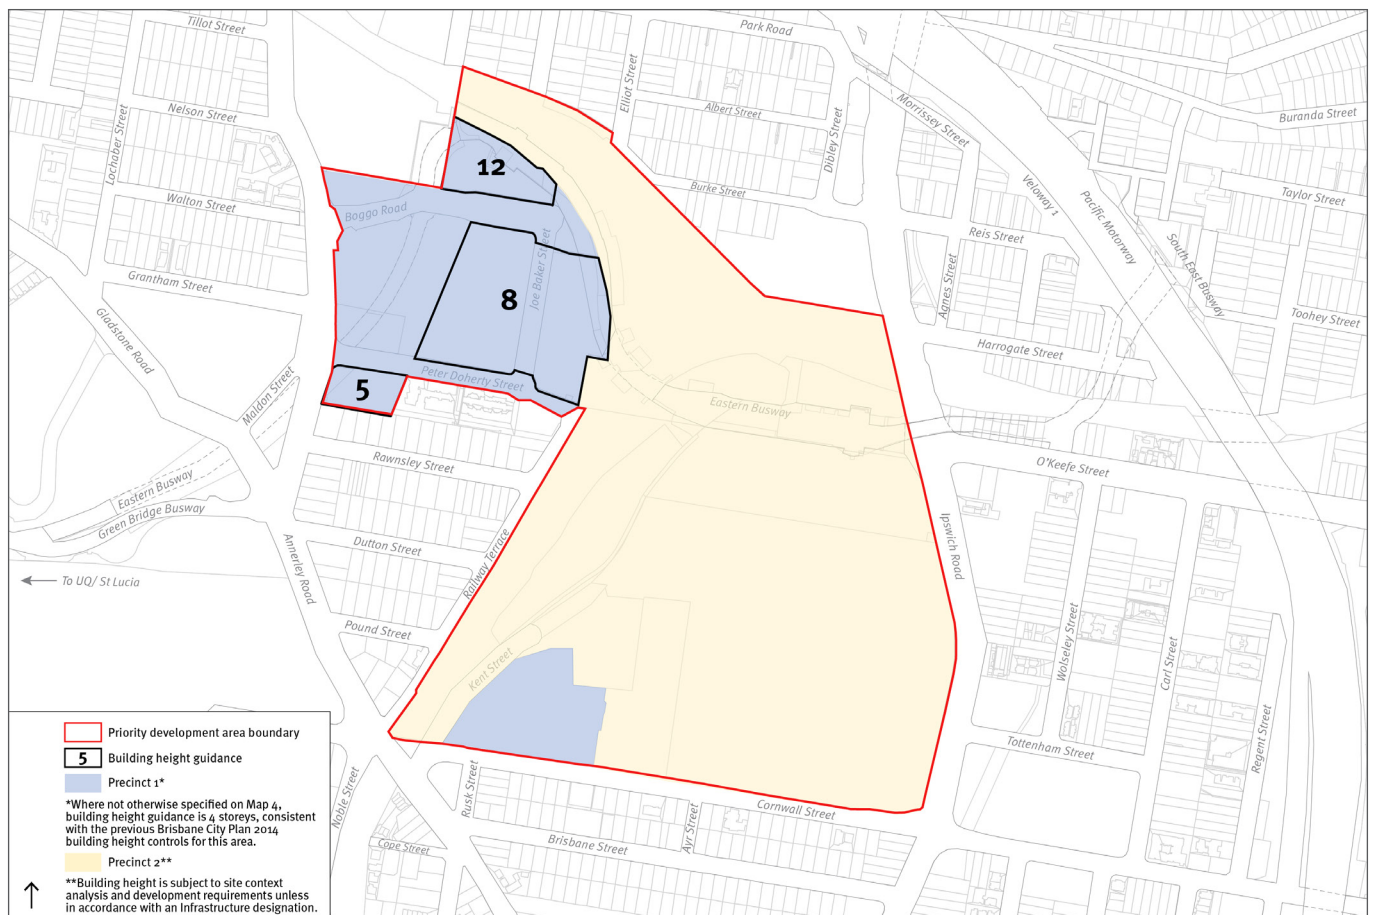 Tillot Street
Park Road
Elliot Street
Lochaber Street
Nelson Street
Albert Street
Morrissey Street
Dibley Street
Buranda Street
12
Burke Street
Veloway 1
Pacific Motorway
Taylor Street
Walton Street
Boggo Road
Reis Street
South East Busway
Joe Baker Street
Agnes Street
Grantham Street
8
Toohey Street
Gladstone Road
Harrogate Street
Maldon Street
Peter Doherty Street
5
Eastern Busway
Rawnsley Street
O'Keefe Street
Eastern Busway
Green Bridge Busway
Ipswich Road
Dutton Street
Railway Terrace
Annerley Road
To UQ/ St Lucia
Pound Street
Wolseley Street
Carl Street
Kent Street
Regent Street
Tottenham Street
Noble Street
Rusk Street
Cornwall Street
Ayr Street
Brisbane Street
Cope Street
Priority development area boundary
5 Building height guidance
Precinct 1*
*Where not otherwise specified on Map 4,
building height guidance is 4 storeys, consistent
with the previous Brisbane City Plan 2014
building height controls for this area.
Precinct 2**
**Building height is subject to site context
analysis and development requirements unless
in accordance with an Infrastructure designation.